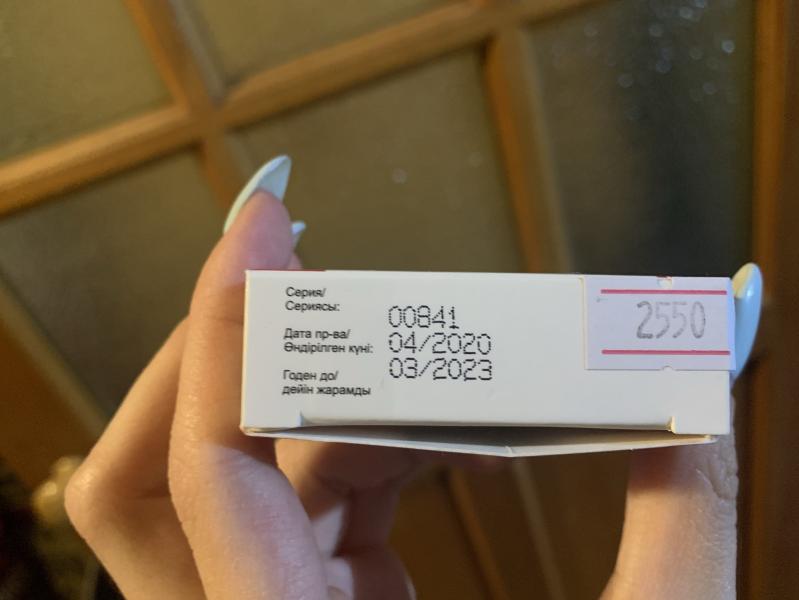 Серия/
Сериясы:
00841
Дата пр-ва/
Өндірілген күні:
04/2020
Годен до/
дейін жарамды
03/2023
2550